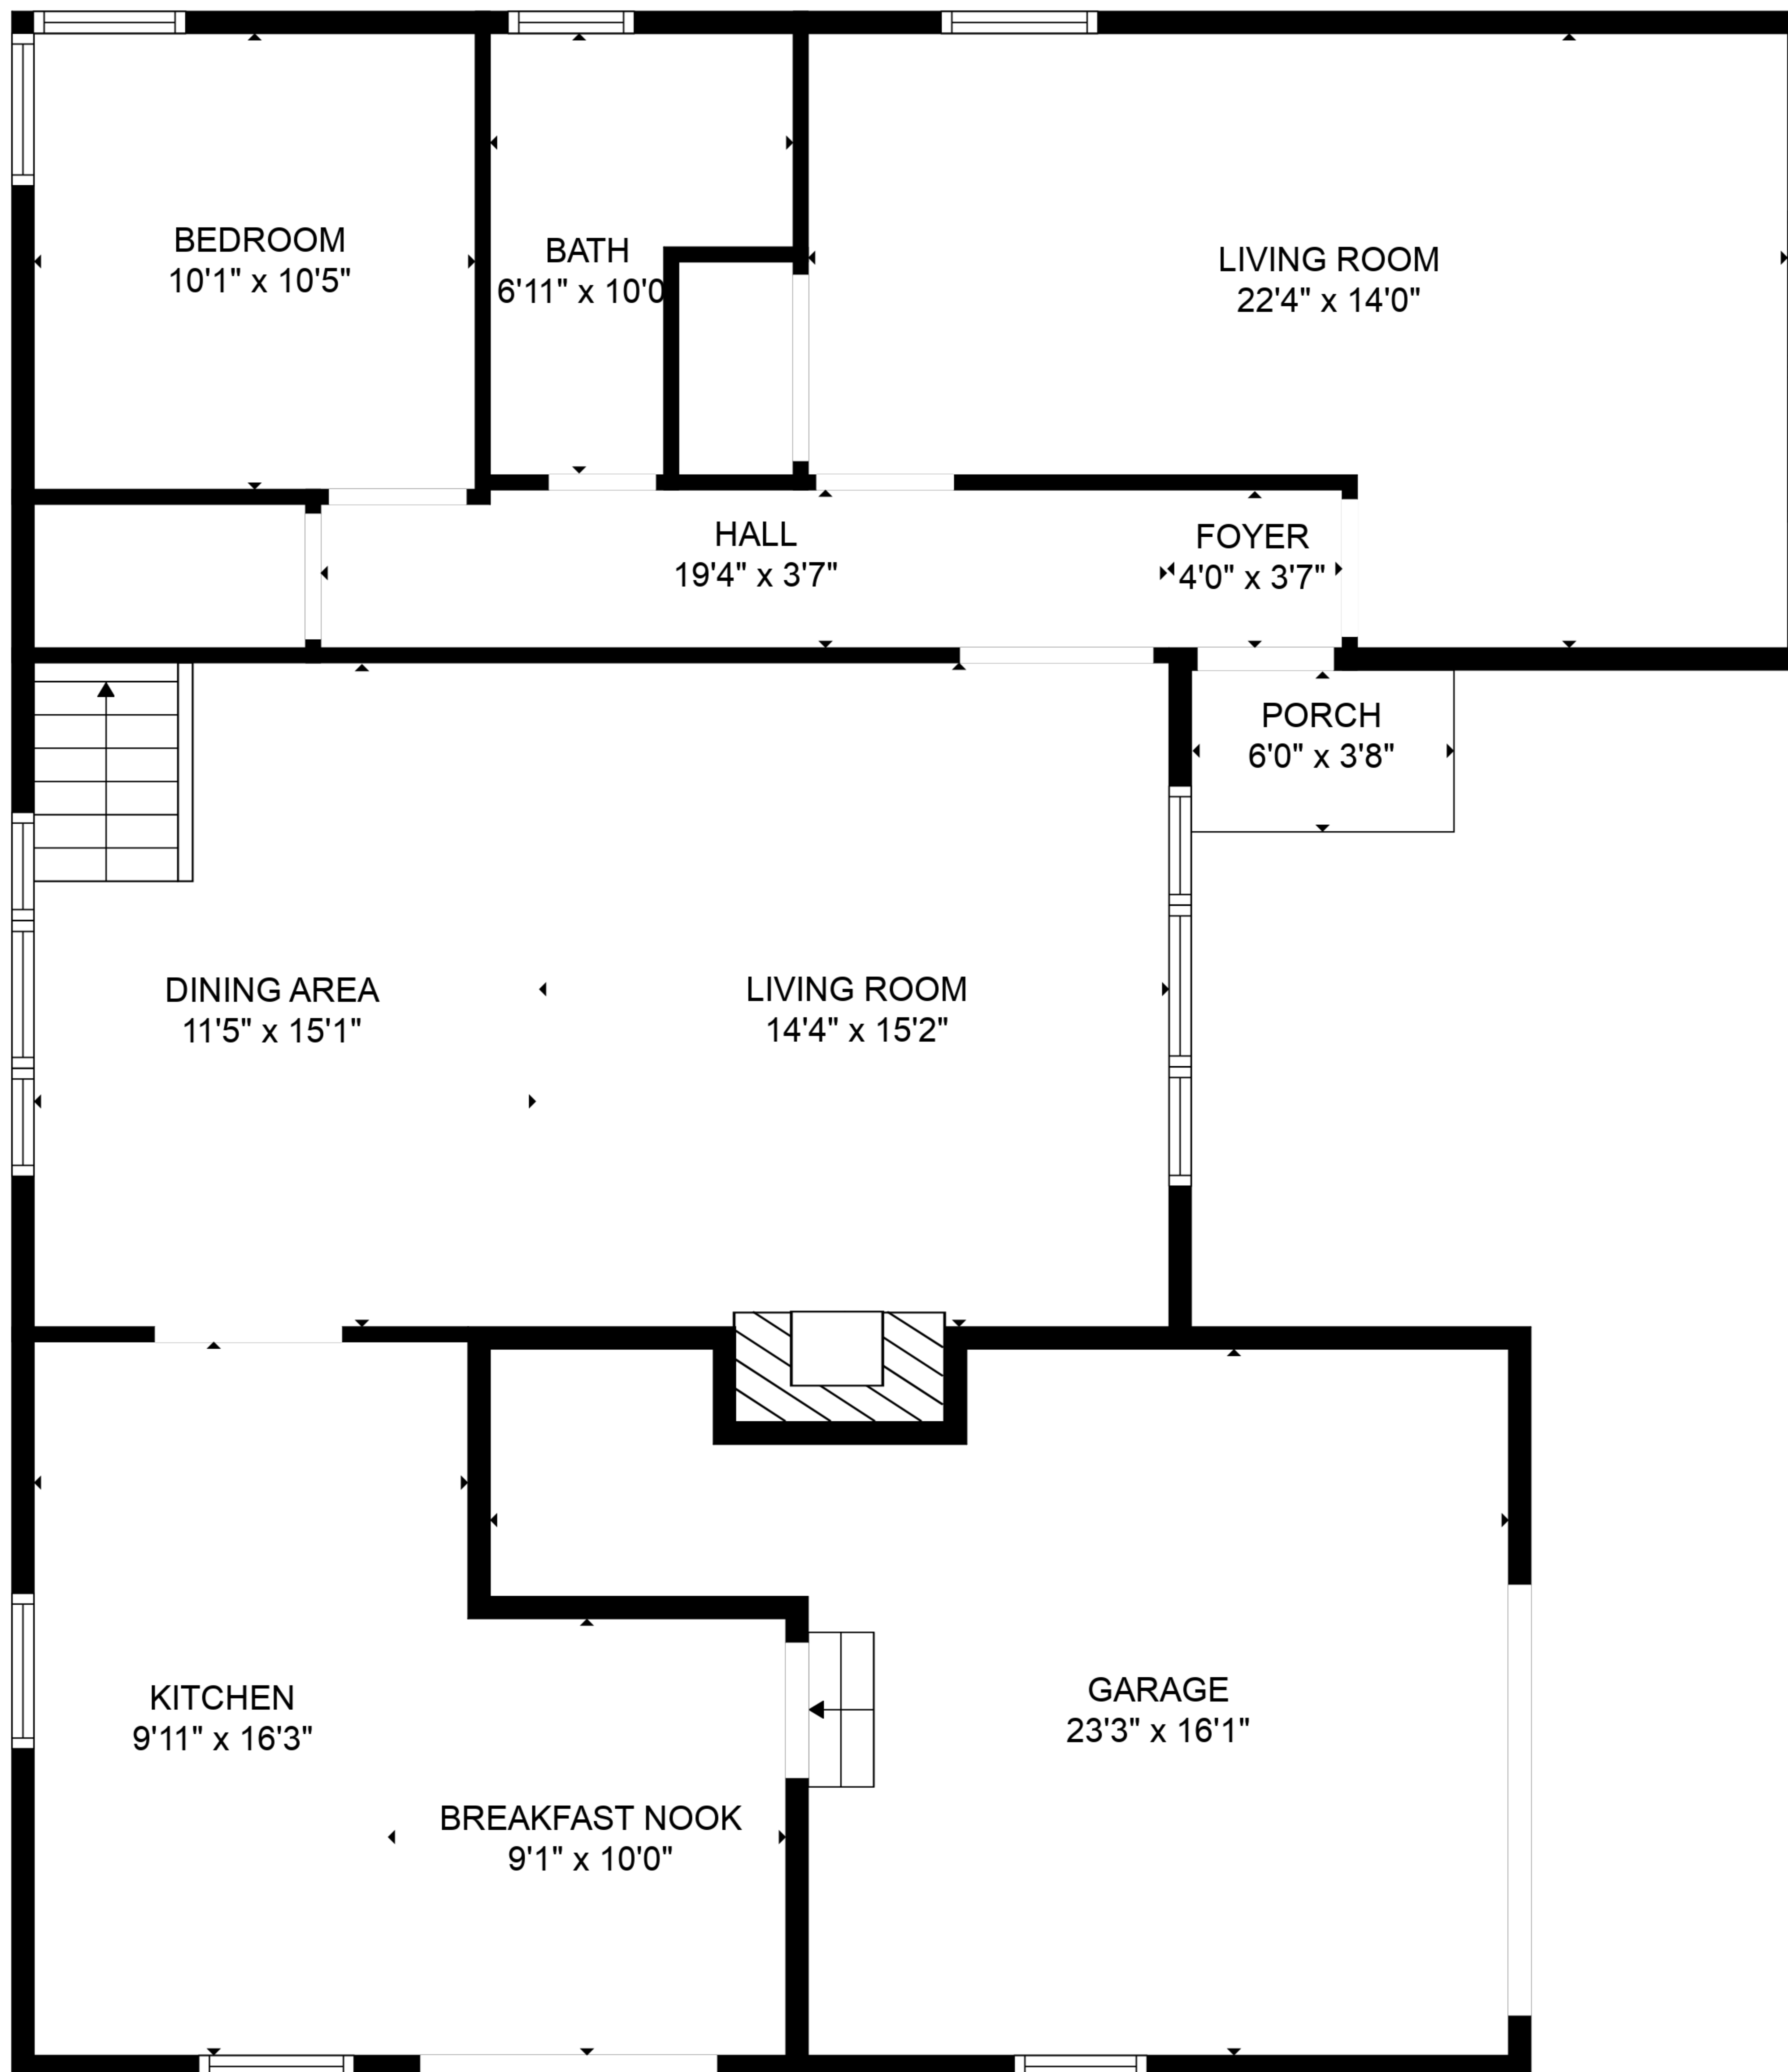 BEDROOM
10'1" x 10'5"
BATH
6'11" x 10'0
LIVING ROOM
22'4" x 14'0"
HALL
19'4" x 3'7"
FOYER
4'0" x 3'7"
PORCH
6'0" x 3'8"
DINING AREA
11'5" x 15'1"
LIVING ROOM
14'4" x 15'2"
KITCHEN
9'11" x 16'3"
GARAGE
23'3" x 16'1"
BREAKFAST NOOK
9'1" x 10'0"